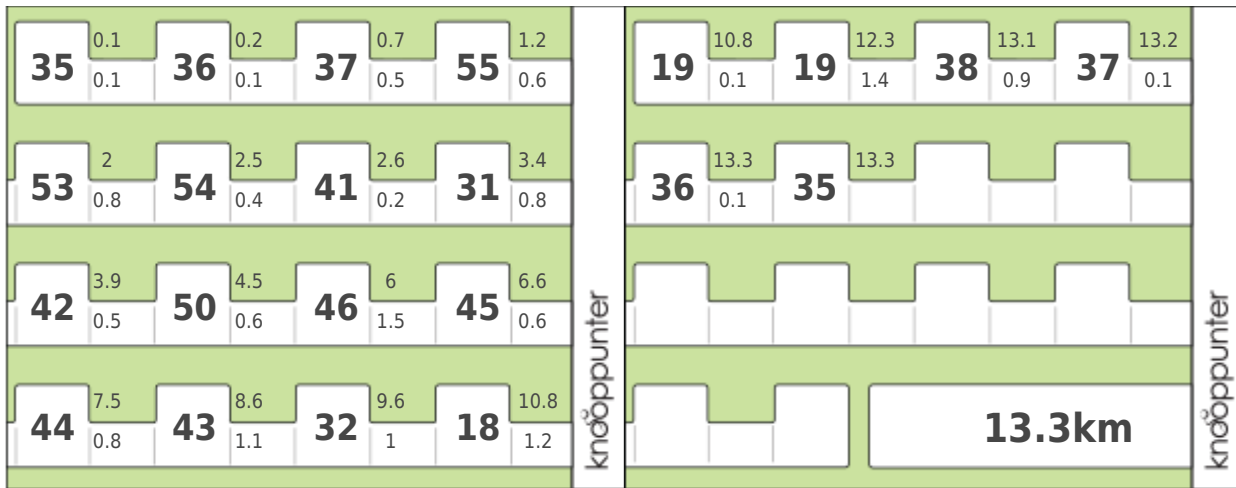 35 0.1 0.1 36 0.2 0.1 37 0.7 0.5 55 1.2 0.6
53 2 0.8 54 2.5 0.4 41 2.6 0.2 31 3.4 0.8
42 3.9 0.5 50 4.5 0.6 46 6 1.5 45 6.6 0.6
44 7.5 0.8 43 8.6 1.1 32 9.6 1 18 10.8 1.2
knooppunter
19 10.8 0.1 19 12.3 1.4 38 13.1 0.9 37 13.2 0.1
36 13.3 0.1 35 13.3
13.3km
knooppunter